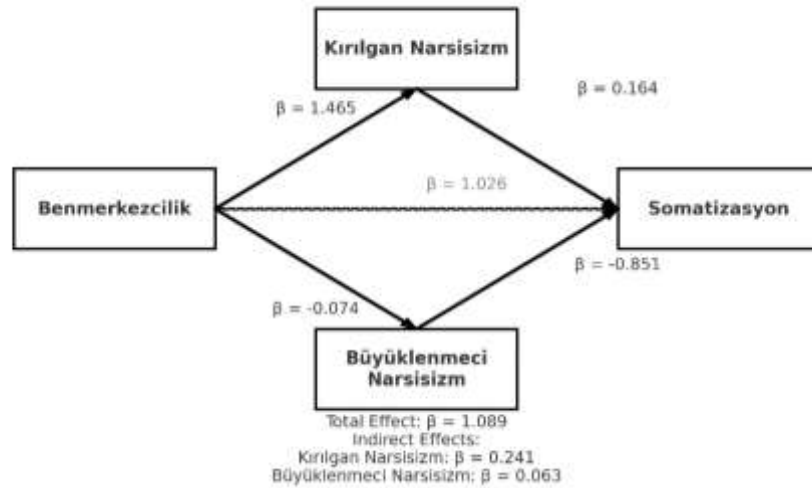 Kırılgan Narsisizm
β = 0.164
β = 1.465
β = 1.026
Benmerkezcilik
Somatizasyon
β = -0.851
β = -0.074
Büyüklenmeci
Narsisizm
Total Effect: β = 1.089
Indirect Effects:
Kırılgan Narsisizm: β = 0.241
Büyüklenmeci Narsisizm: β = 0.063